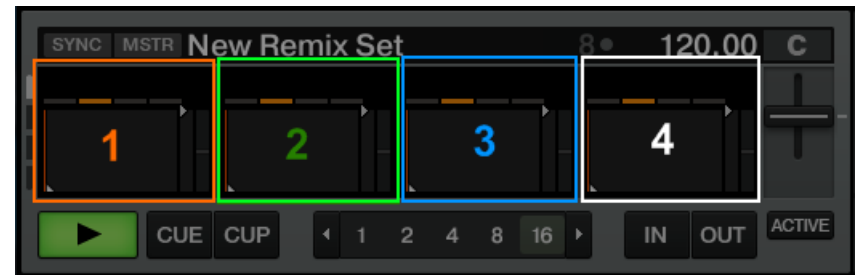 SYNC MSTR New Remix Set 8 120.00 C
1 2 3 4
CUE CUP 1 2 4 8 16 IN OUT ACTIVE